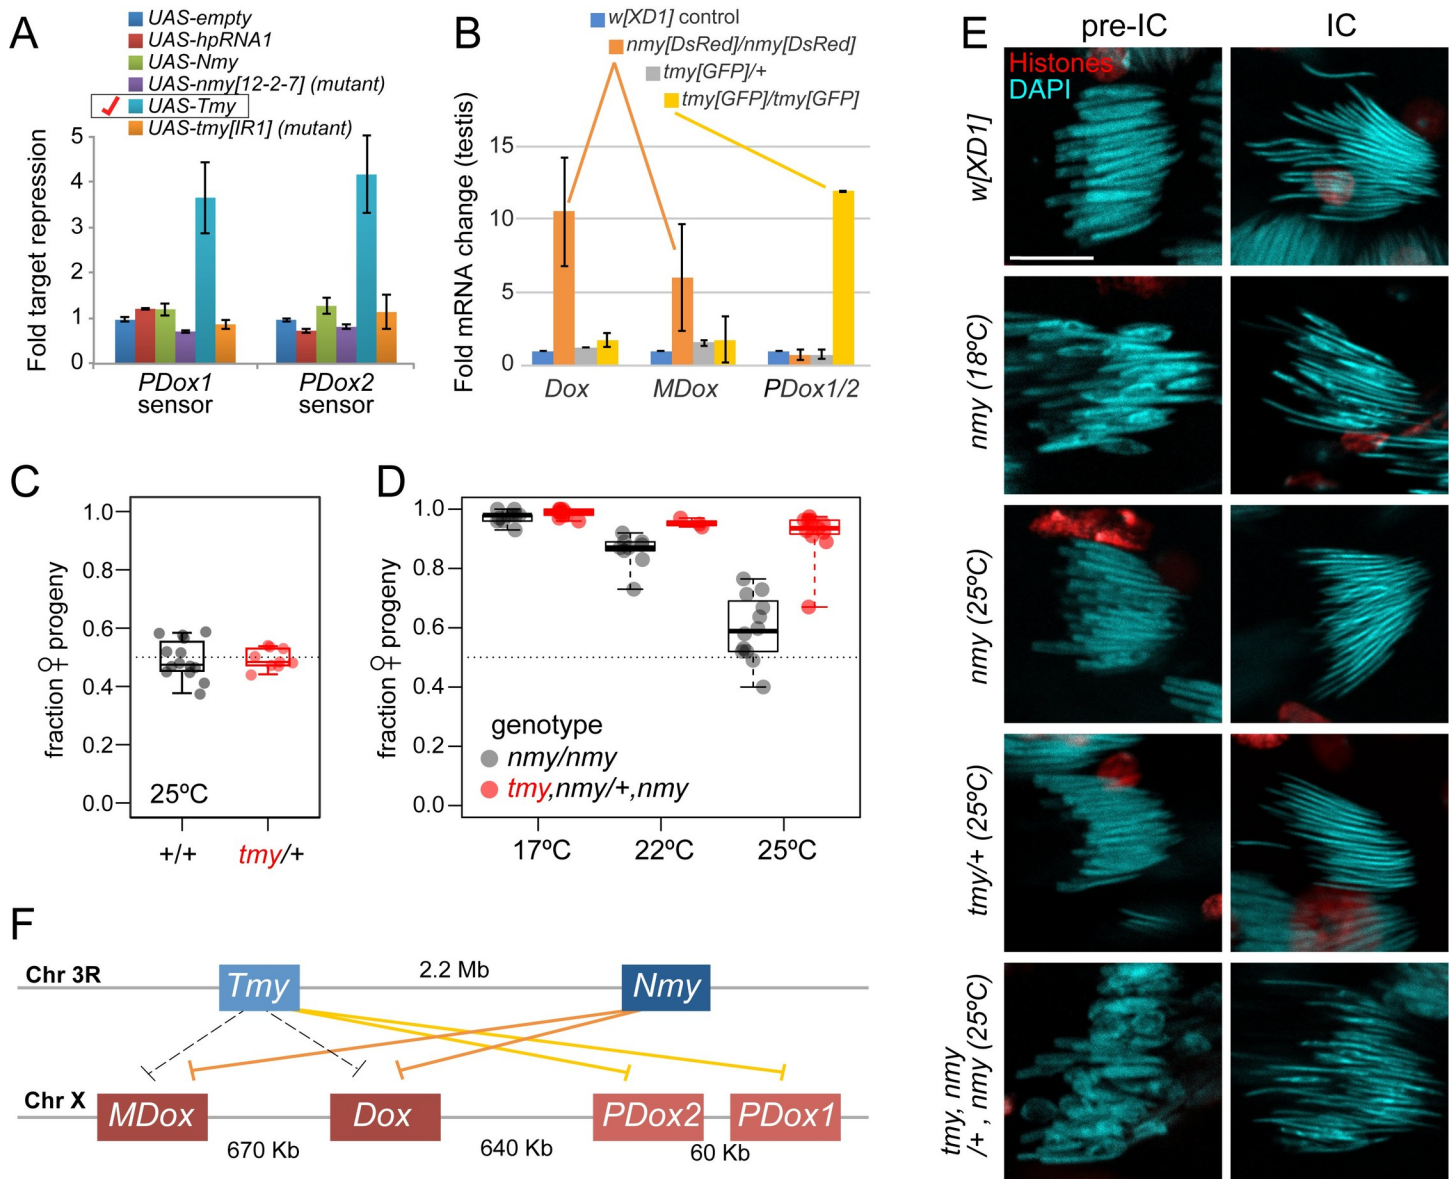 A
UAS-empty
UAS-hpRNA1
UAS-Nmy
UAS-nmy[12-2-7] (mutant)
UAS-Tmy
UAS-tmy[IR1] (mutant)
Fold target repression
5
4
3
2
1
0
PDox1
sensor
PDox2
sensor
B
w[XD1] control
nmy[DsRed]/nmy[DsRed]
tmy[GFP]/+
tmy[GFP]/tmy[GFP]
Fold mRNA change (testis)
15
10
5
0
Dox
MDox
PDox1/2
C
fraction ♀ progeny
1.0
0.8
0.6
0.4
0.2
0.0
25ºC
+/+
tmy/+
D
fraction ♀ progeny
1.0
0.8
0.6
0.4
0.2
0.0
genotype
nmy/nmy
tmy,nmy/+,nmy
17ºC
22ºC
25ºC
E
pre-IC
IC
Histones
DAPI
w[XD1]
nmy (18ºC)
nmy (25ºC)
tmy/+ (25ºC)
tmy, nmy
/+ , nmy (25ºC)
F
Chr 3R
Tmy
2.2 Mb
Nmy
Chr X
MDox
Dox
PDox2
PDox1
670 Kb
640 Kb
60 Kb